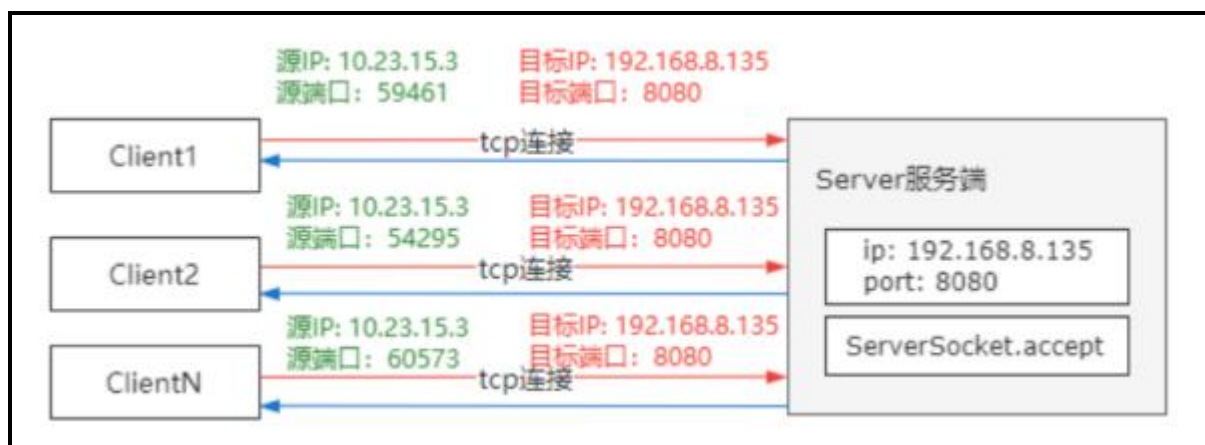 源IP: 10.23.15.3 目标IP: 192.168.8.135
源端口：59461 目标端口：8080
Client1
tcp连接
Server服务端
源IP: 10.23.15.3 目标IP: 192.168.8.135
源端口：54295 目标端口：8080
Client2
tcp连接
ip: 192.168.8.135
port: 8080
源IP: 10.23.15.3 目标IP: 192.168.8.135
源端口：60573 目标端口：8080
ClientN
tcp连接
ServerSocket.accept